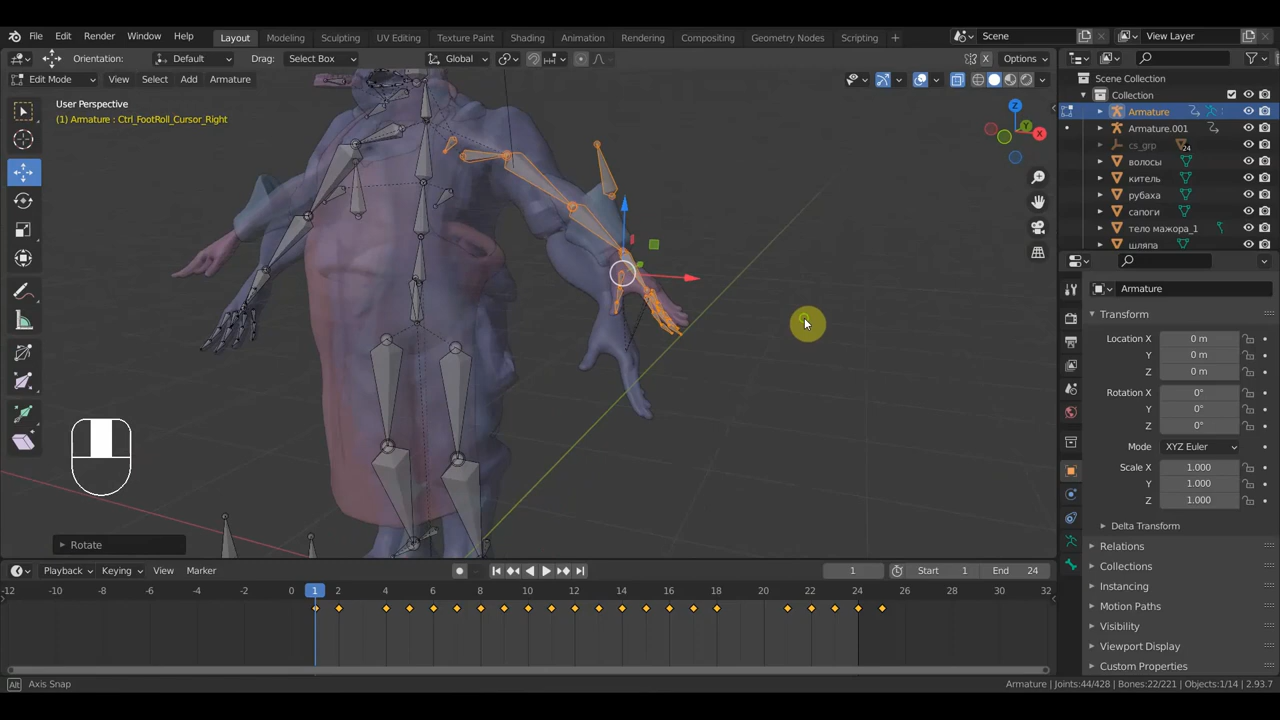 File Edit Render Window Help Layout Modeling Sculpting UV Editing Texture Paint Shading Animation Rendering Compositing Geometry Nodes Scripting + Scene View Layer
Orientation: Default Drag: Select Box Global X Options
Edit Mode View Select Add Armature
User Perspective
(1) Armature : Ctrl_FootRoll_Cursor_Right
Z
Y
X
Rotate
Scene Collection
Collection
Armature
Armature.001
cs_grp 24
волосы
китель
рубаха
сапоги
тело мажора_1
шляпа
Armature
Transform
Location X 0 m
Y 0 m
Z 0 m
Rotation X 0°
Y 0°
Z 0°
Mode XYZ Euler
Scale X 1.000
Y 1.000
Z 1.000
Delta Transform
Relations
Collections
Instancing
Motion Paths
Visibility
Viewport Display
Custom Properties
Playback Keying View Marker 1 Start 1 End 24
-12 -10 -8 -6 -4 -2 0 1 2 4 6 8 10 12 14 16 18 20 22 24 26 28 30 32
Alt Axis Snap Armature | Joints:44/428 | Bones:22/221 | Objects:1/14 | 2.93.7